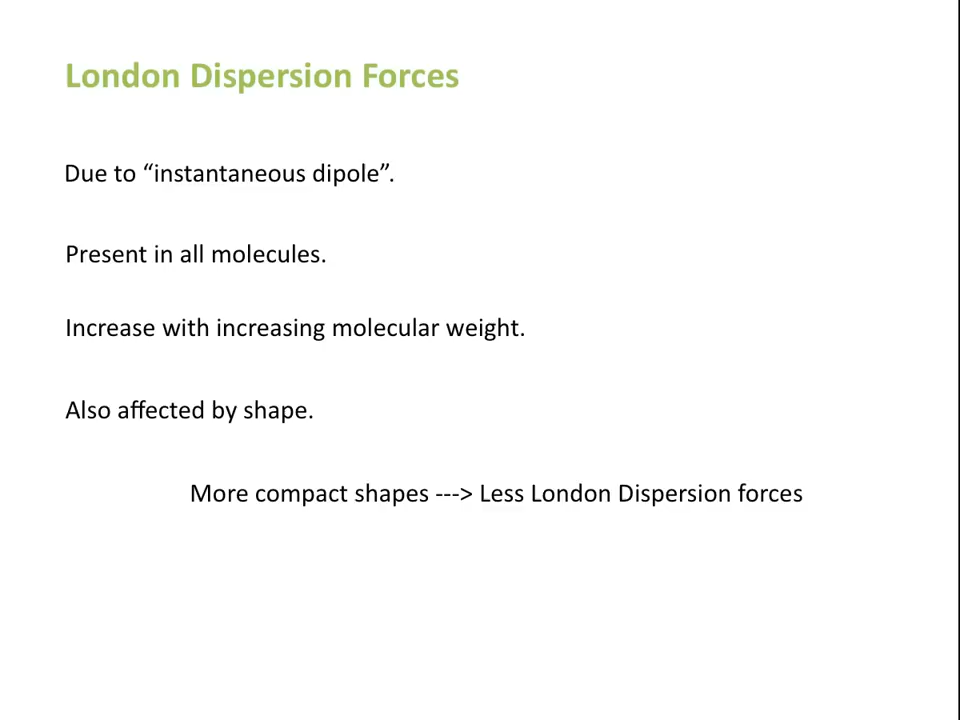 London Dispersion Forces
Due to “instantaneous dipole”.
Present in all molecules.
Increase with increasing molecular weight.
Also affected by shape.
More compact shapes ---> Less London Dispersion forces